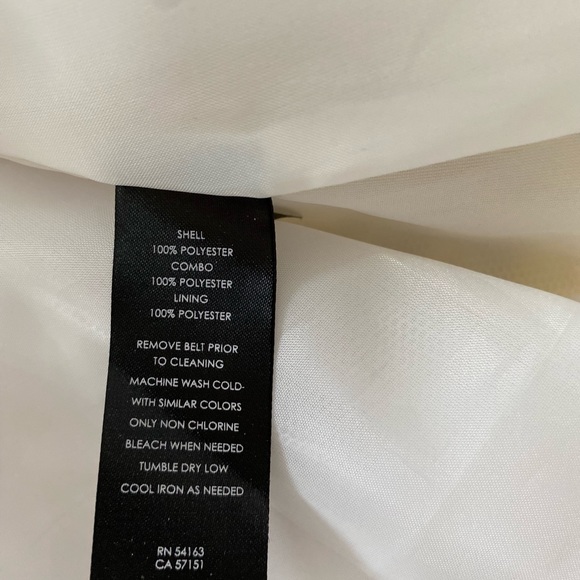 SHELL
100% POLYESTER
COMBO
100% POLYESTER
LINING
100% POLYESTER
REMOVE BELT PRIOR
TO CLEANING
MACHINE WASH COLD-
WITH SIMILAR COLORS
ONLY NON CHLORINE
BLEACH WHEN NEEDED
TUMBLE DRY LOW
COOL IRON AS NEEDED
RN 54163
CA 57151